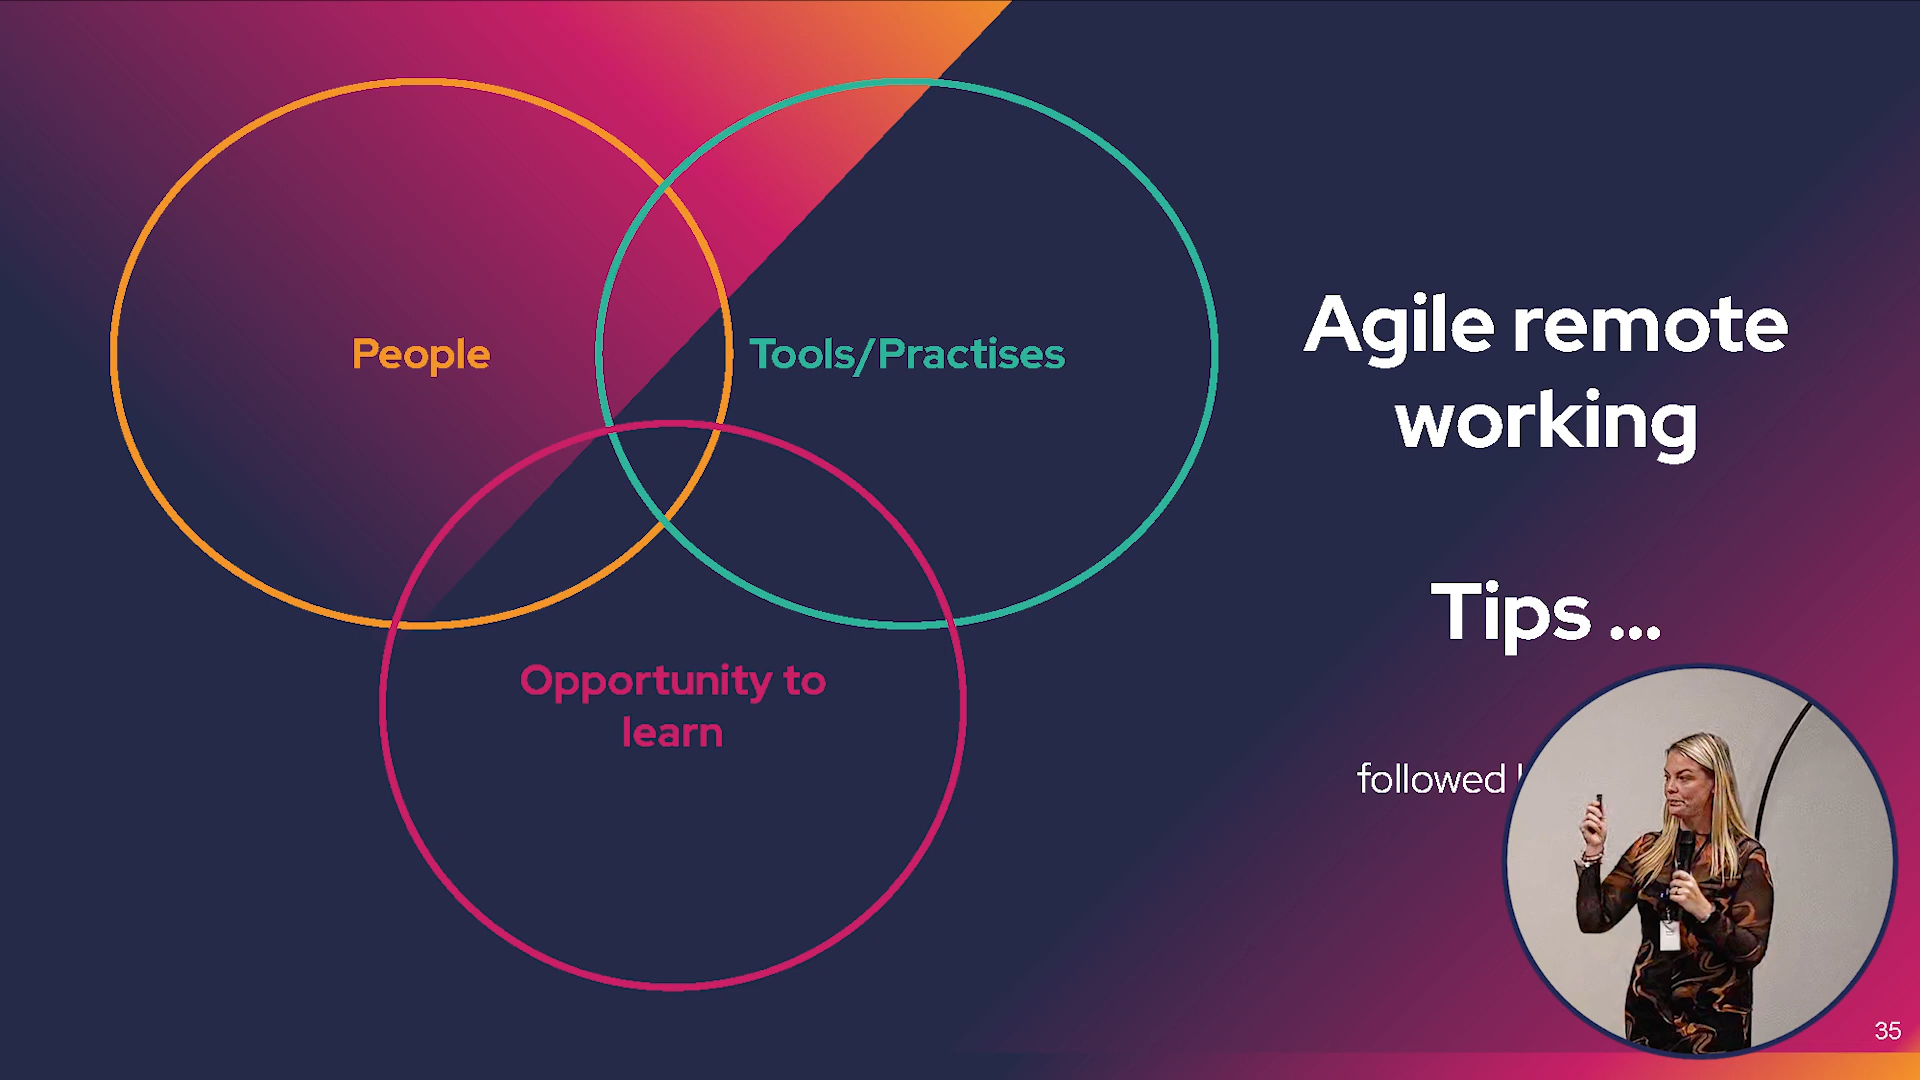 People
Tools/Practises
Opportunity to
learn
Agile remote
working
Tips ...
followed
35